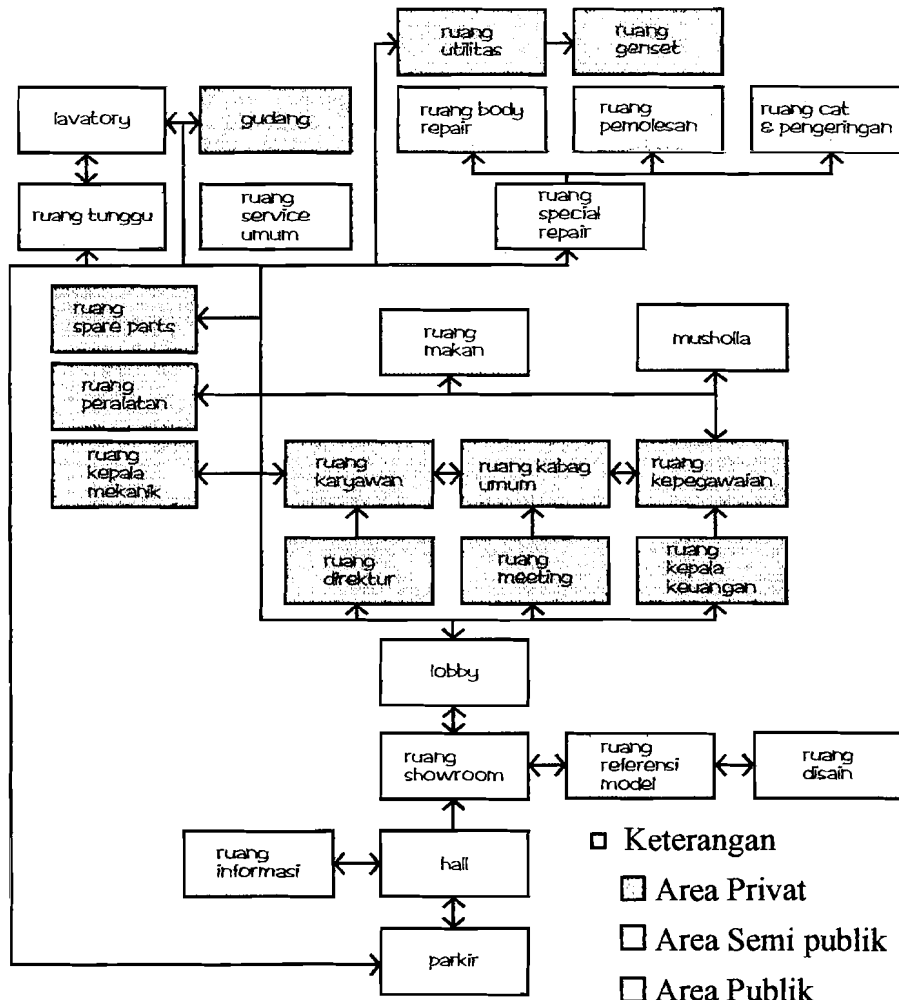 ruang
utilitas
ruang
genset
lavatory
gudang
ruang body
repair
ruang
pemolesan
ruang cat
& pengeringan
ruang tunggu
ruang
service
umum
ruang
special
repair
ruang
spare parts
ruang
makan
musholla
ruang
peralatan
ruang
kepala
mekanik
ruang
karyawan
ruang kabag
umum
ruang
kepegawaian
ruang
direktur
ruang
meeting
ruang
kepala
keuangan
lobby
ruang
showroom
ruang
referensi
model
ruang
disain
ruang
informasi
hall
parkir
Keterangan
Area Privat
Area Semi publik
Area Publik